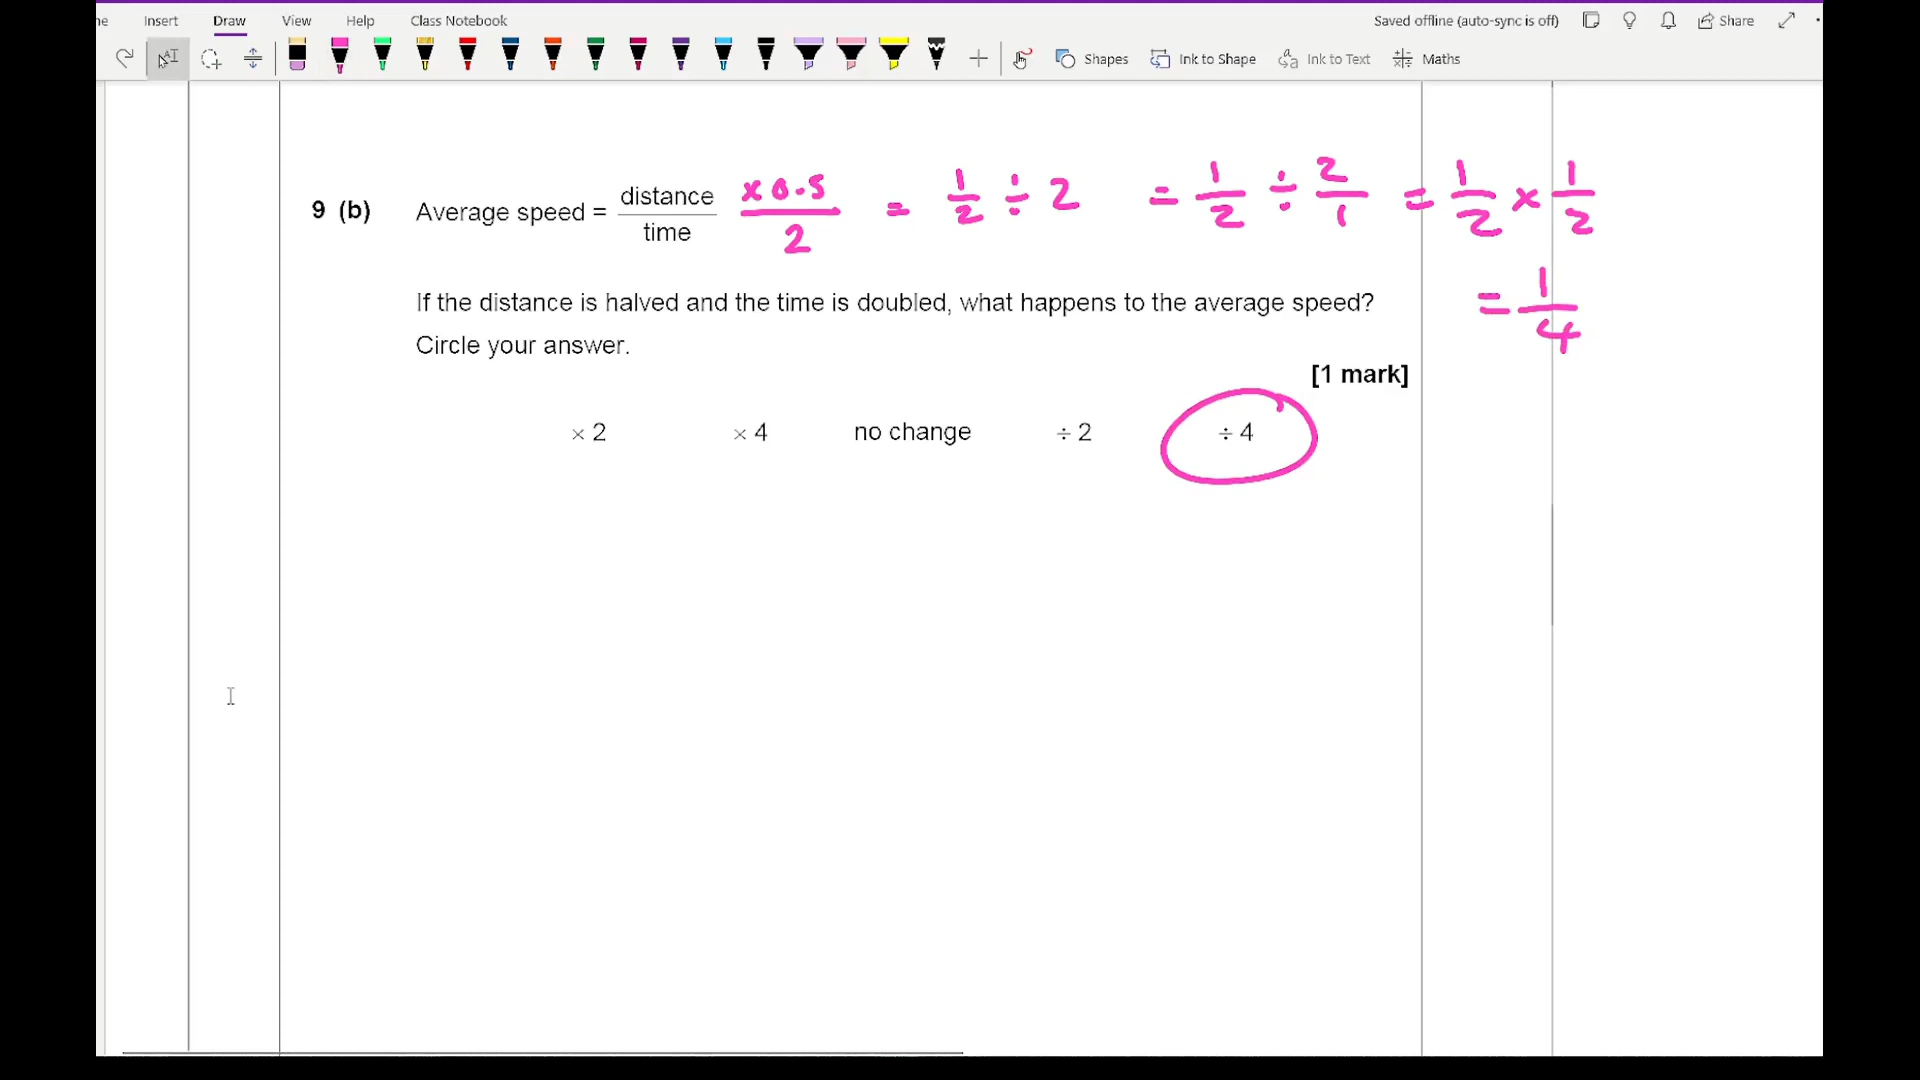 Insert Draw View Help Class Notebook Saved offline (auto-sync is off) Share
Shapes Ink to Shape Ink to Text Maths
9 (b) Average speed = distance/time ×0.5/2 = 1/2 ÷ 2 = 1/2 ÷ 2/1 = 1/2 × 1/2
= 1/4
If the distance is halved and the time is doubled, what happens to the average speed?
Circle your answer.
[1 mark]
× 2 × 4 no change ÷ 2 ÷ 4